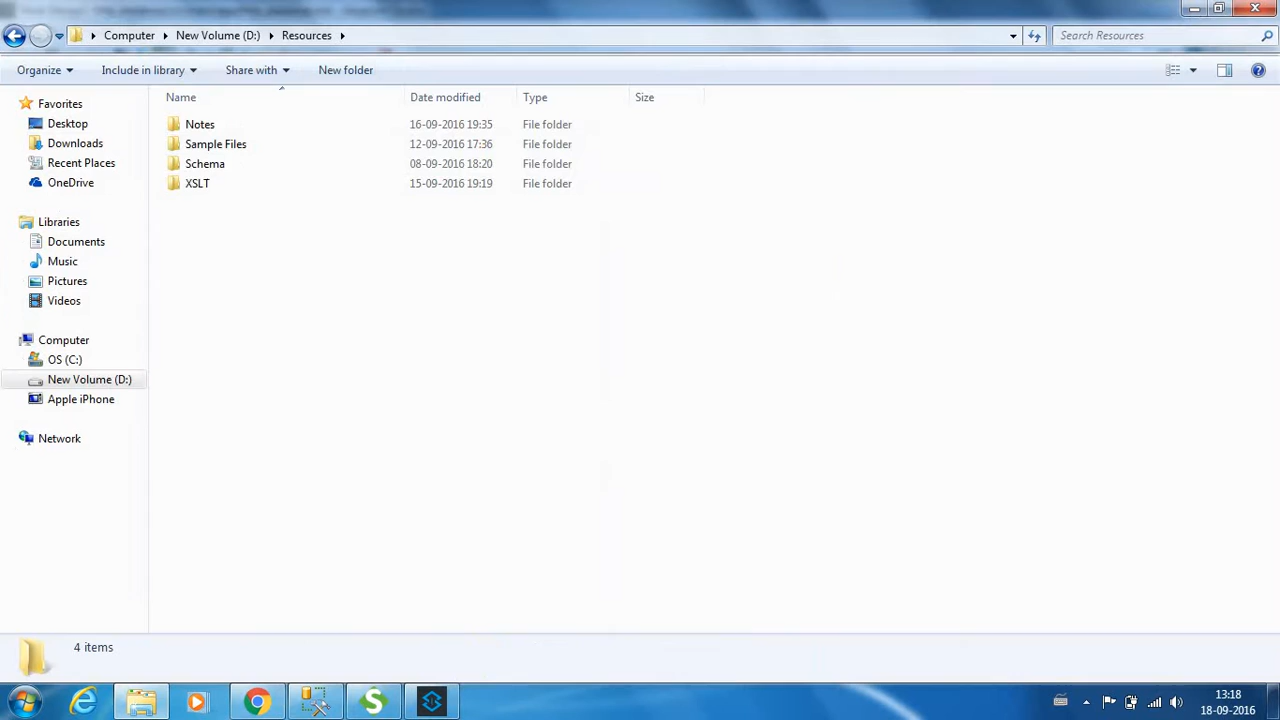 Computer New Volume (D:) Resources Search Resources
Organize Include in library Share with New folder
Name Date modified Type Size
Favorites
Desktop
Downloads
Recent Places
OneDrive
Libraries
Documents
Music
Pictures
Videos
Computer
OS (C:)
New Volume (D:)
Apple iPhone
Network
Notes 16-09-2016 19:35 File folder
Sample Files 12-09-2016 17:36 File folder
Schema 08-09-2016 18:20 File folder
XSLT 15-09-2016 19:19 File folder
4 items
13:18
18-09-2016